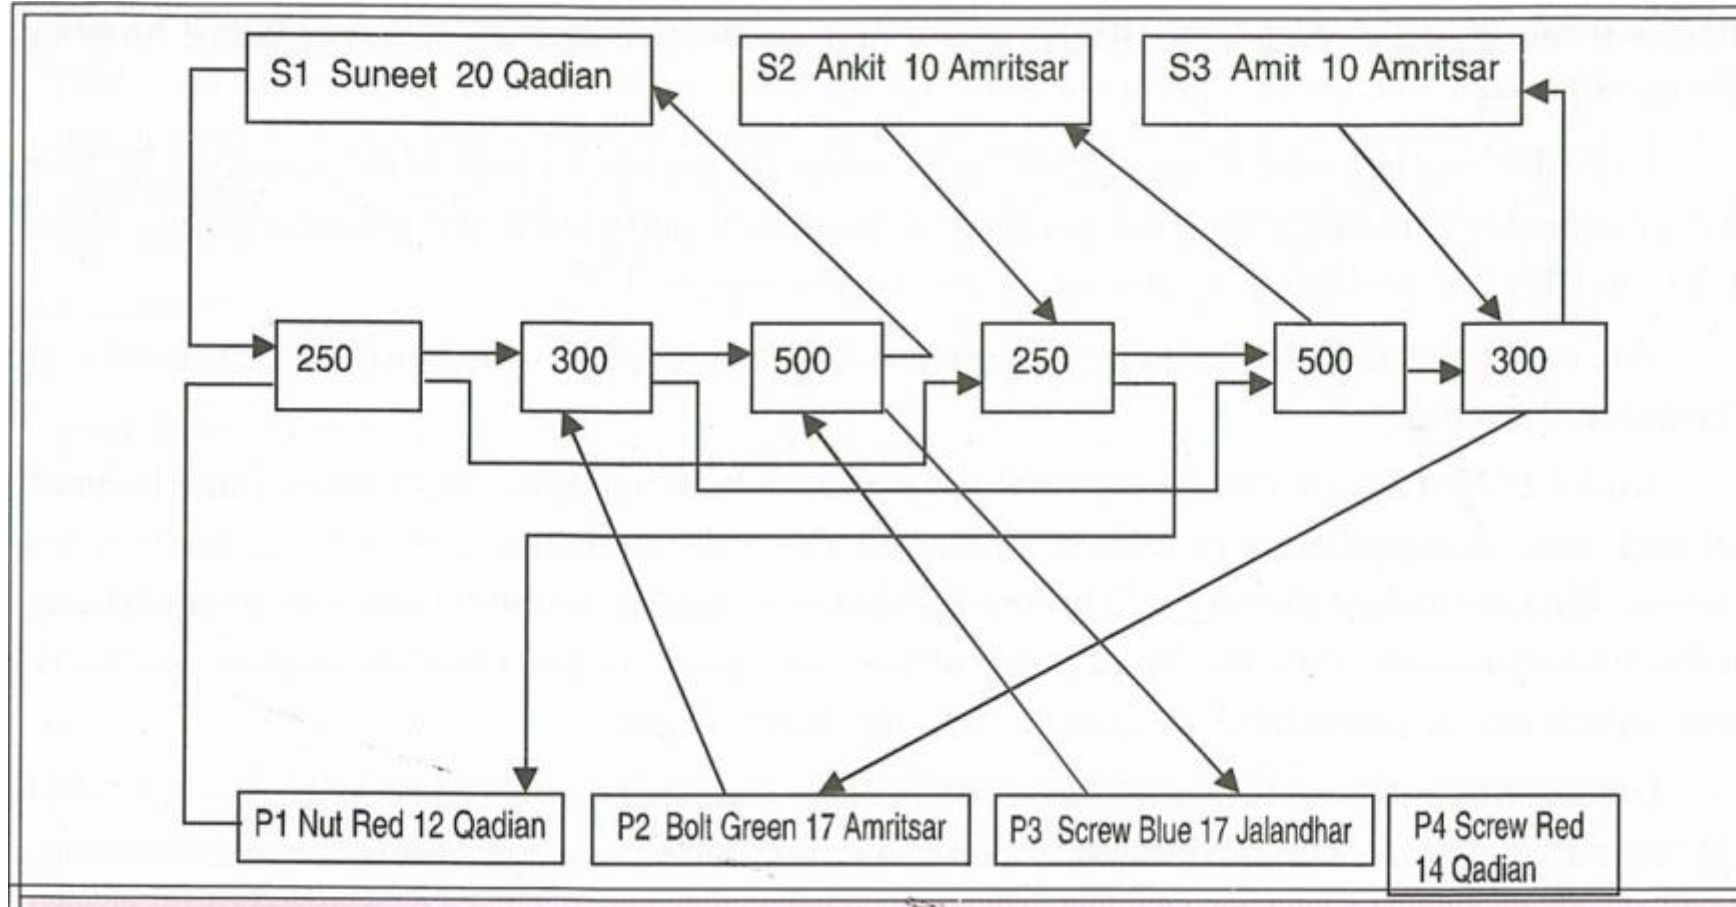 S1 Suneet 20 Qadian
S2 Ankit 10 Amritsar
S3 Amit 10 Amritsar
250
300
500
250
500
300
P1 Nut Red 12 Qadian
P2 Bolt Green 17 Amritsar
P3 Screw Blue 17 Jalandhar
P4 Screw Red
14 Qadian